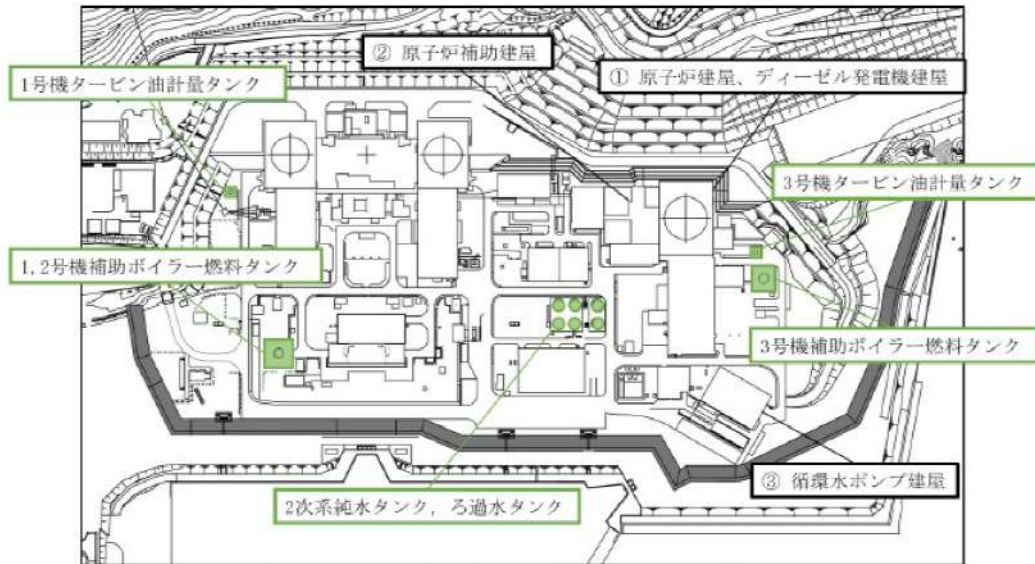 ② 原子炉補助建屋
① 原子炉建屋、ディーゼル発電機建屋
1号機タービン油計量タンク
3号機タービン油計量タンク
1,2号機補助ボイラー燃料タンク
3号機補助ボイラー燃料タンク
③ 循環水ポンプ建屋
2次系純水タンク，ろ過水タンク